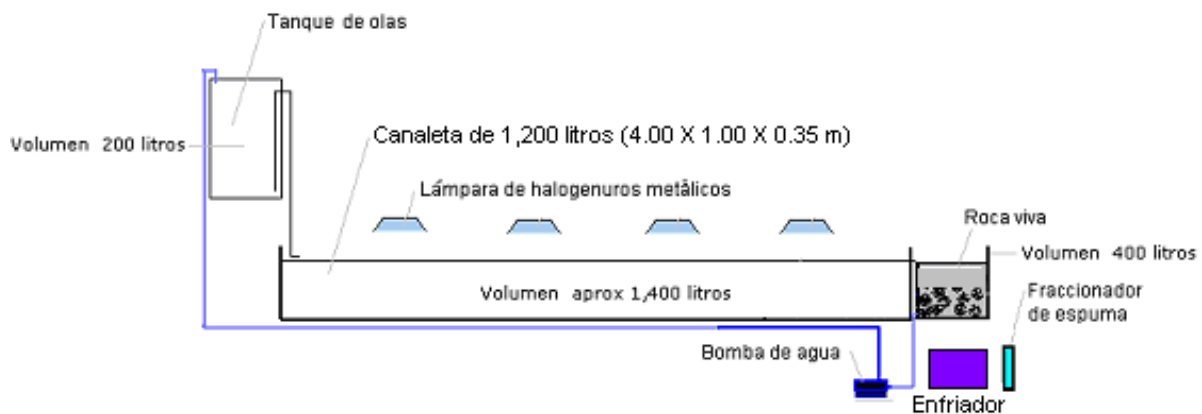 Tanque de olas
Volumen 200 litros
Canaleta de 1,200 litros (4.00 X 1.00 X 0.35 m)
Lámpara de halogenuros metálicos
Roca viva
Volumen 400 litros
Volumen aprox 1,400 litros
Fraccionador
de espuma
Bomba de agua
Enfriador